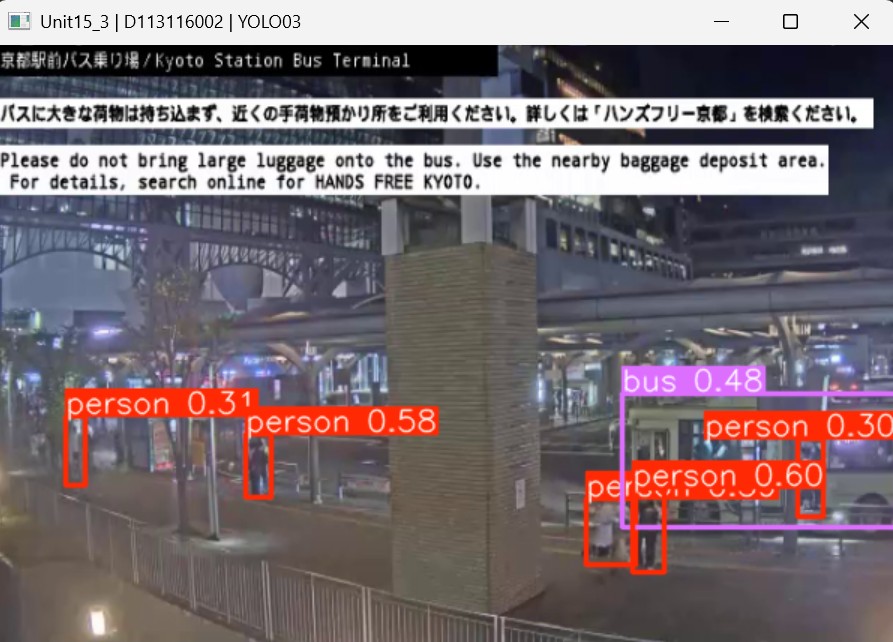 Unit15_3 | D113116002 | YOLO03
京都駅前バス乗り場/Kyoto Station Bus Terminal
バスに大きな荷物は持ち込まず、近くの手荷物預かり所をご利用ください。詳しくは「ハンズフリー京都」を検索ください。
Please do not bring large luggage onto the bus. Use the nearby baggage deposit area.
For details, search online for HANDS FREE KYOTO.
bus 0.48
person 0.31
person 0.58
person 0.30
person 0.60